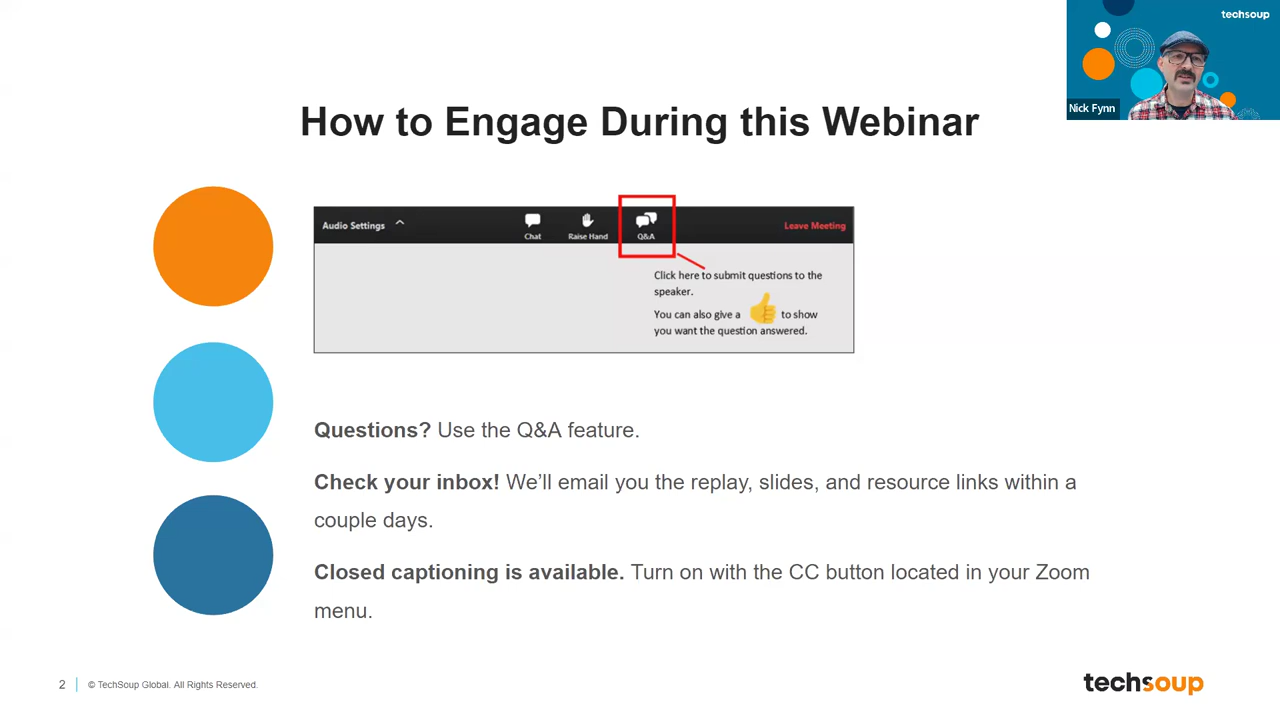 techsoup
Nick Fynn
How to Engage During this Webinar
Audio Settings
Chat
Raise Hand
Q&A
Leave Meeting
Click here to submit questions to the
speaker.
You can also give a 👍 to show
you want the question answered.
Questions? Use the Q&A feature.
Check your inbox! We’ll email you the replay, slides, and resource links within a
couple days.
Closed captioning is available. Turn on with the CC button located in your Zoom
menu.
2
© TechSoup Global. All Rights Reserved.
techsoup